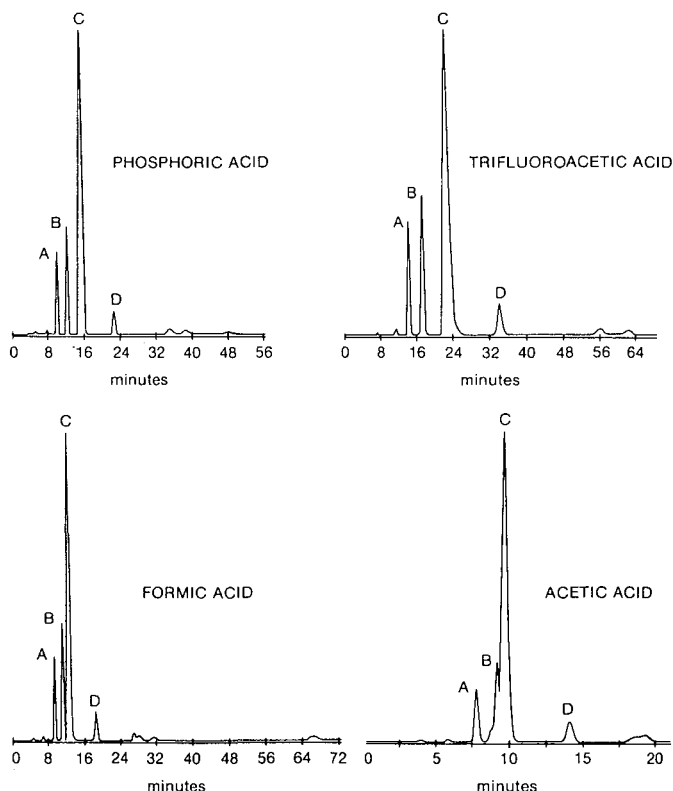 C
B
A
D
PHOSPHORIC ACID
0 8 16 24 32 40 48 56
minutes
C
B
A
D
TRIFLUOROACETIC ACID
0 8 16 24 32 40 48 56 64
minutes
C
B
A
D
FORMIC ACID
0 8 16 24 32 40 48 56 64 72
minutes
C
B
A
D
ACETIC ACID
0 5 10 15 20
minutes